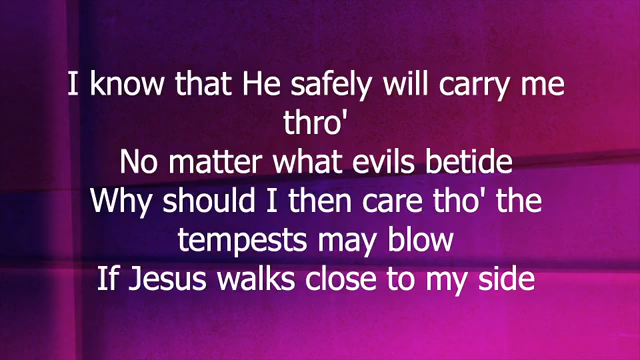 I know that He safely will carry me
thro'
No matter what evils betide
Why should I then care tho' the
tempests may blow
If Jesus walks close to my side